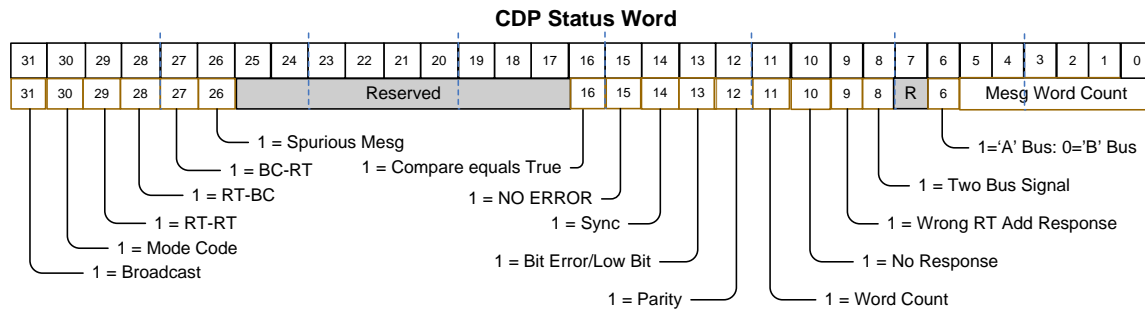 CDP Status Word
31 30 29 28 27 26 25 24 23 22 21 20 19 18 17 16 15 14 13 12 11 10 9 8 7 6 5 4 3 2 1 0
31 30 29 28 27 26 Reserved 16 15 14 13 12 11 10 9 8 R 6 Mesg Word Count
1 = Spurious Mesg
1 = Compare equals True
1='A' Bus: 0='B' Bus
1 = BC-RT
1 = RT-BC
1 = NO ERROR
1 = Two Bus Signal
1 = RT-RT
1 = Sync
1 = Wrong RT Add Response
1 = Mode Code
1 = Bit Error/Low Bit
1 = No Response
1 = Broadcast
1 = Parity
1 = Word Count